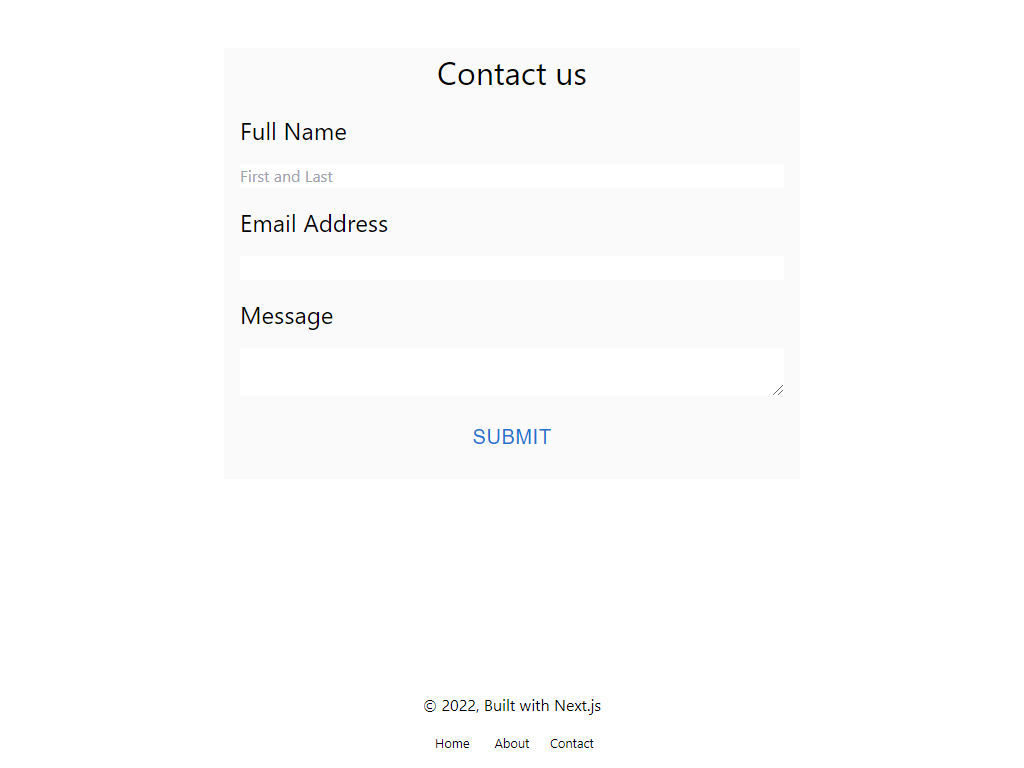 Contact us
Full Name
First and Last
Email Address
Message
SUBMIT
© 2022, Built with Next.js
Home About Contact